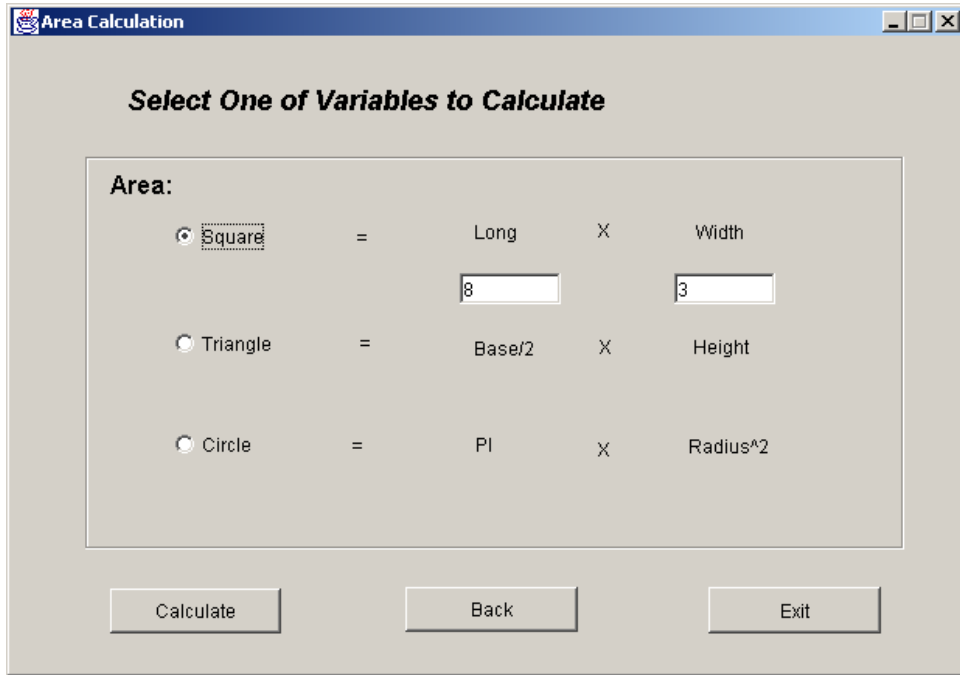 Area Calculation
Select One of Variables to Calculate
Area:
Square = Long X Width
8 3
Triangle = Base/2 X Height
Circle = PI X Radius^2
Calculate Back Exit